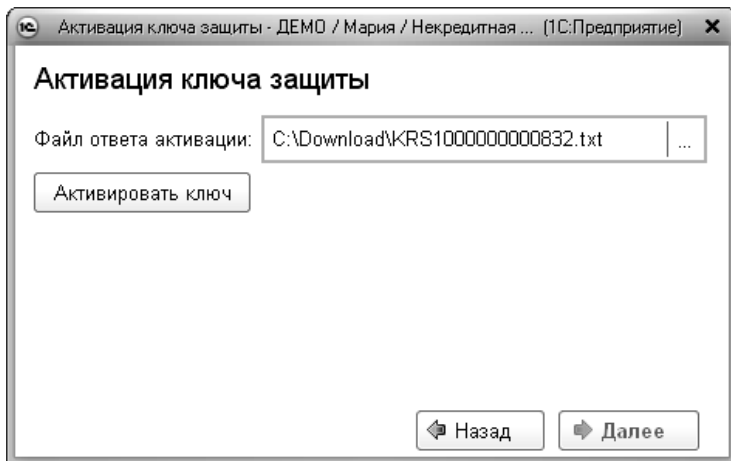 1С Активация ключа защиты - ДЕМО / Мария / Некредитная ... (1С:Предприятие)
Активация ключа защиты
Файл ответа активации: C:\Download\KRS1000000000832.txt ...
Активировать ключ
Назад Далее